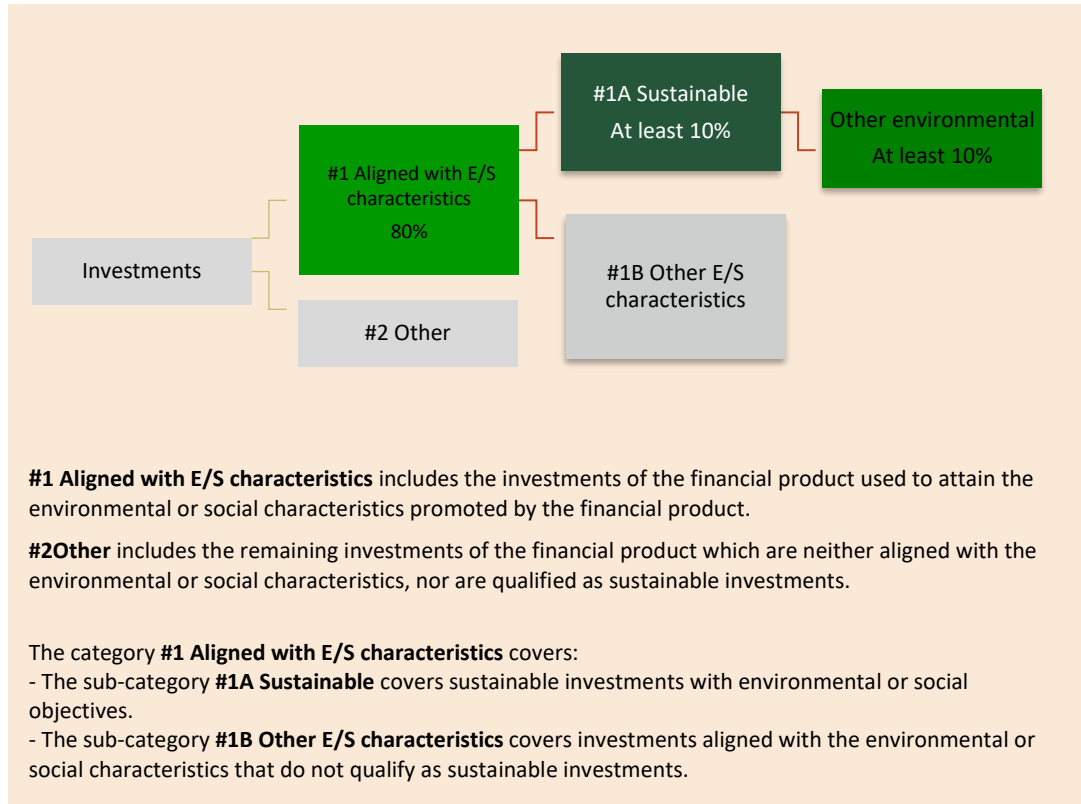 #1A Sustainable
At least 10%
Other environmental
At least 10%
#1 Aligned with E/S
characteristics
80%
Investments
#1B Other E/S
characteristics
#2 Other
#1 Aligned with E/S characteristics includes the investments of the financial product used to attain the
environmental or social characteristics promoted by the financial product.
#2Other includes the remaining investments of the financial product which are neither aligned with the
environmental or social characteristics, nor are qualified as sustainable investments.
The category #1 Aligned with E/S characteristics covers:
- The sub-category #1A Sustainable covers sustainable investments with environmental or social
objectives.
- The sub-category #1B Other E/S characteristics covers investments aligned with the environmental or
social characteristics that do not qualify as sustainable investments.